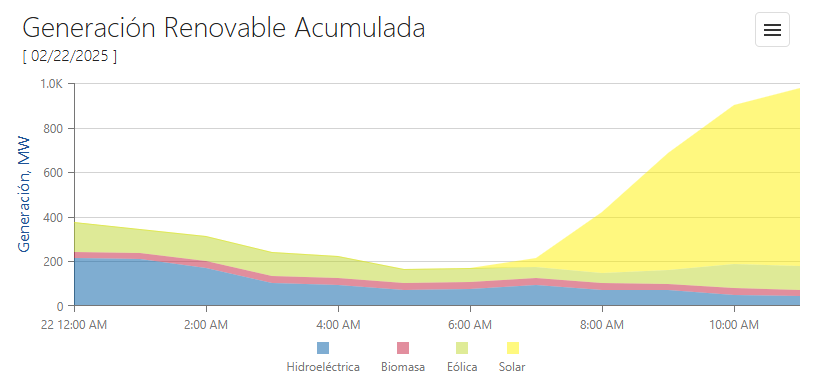 Generación Renovable Acumulada
[ 02/22/2025 ]
Generación, MW
1.0K
800
600
400
200
0
22 12:00 AM 2:00 AM 4:00 AM 6:00 AM 8:00 AM 10:00 AM
Hidroeléctrica Biomasa Eólica Solar